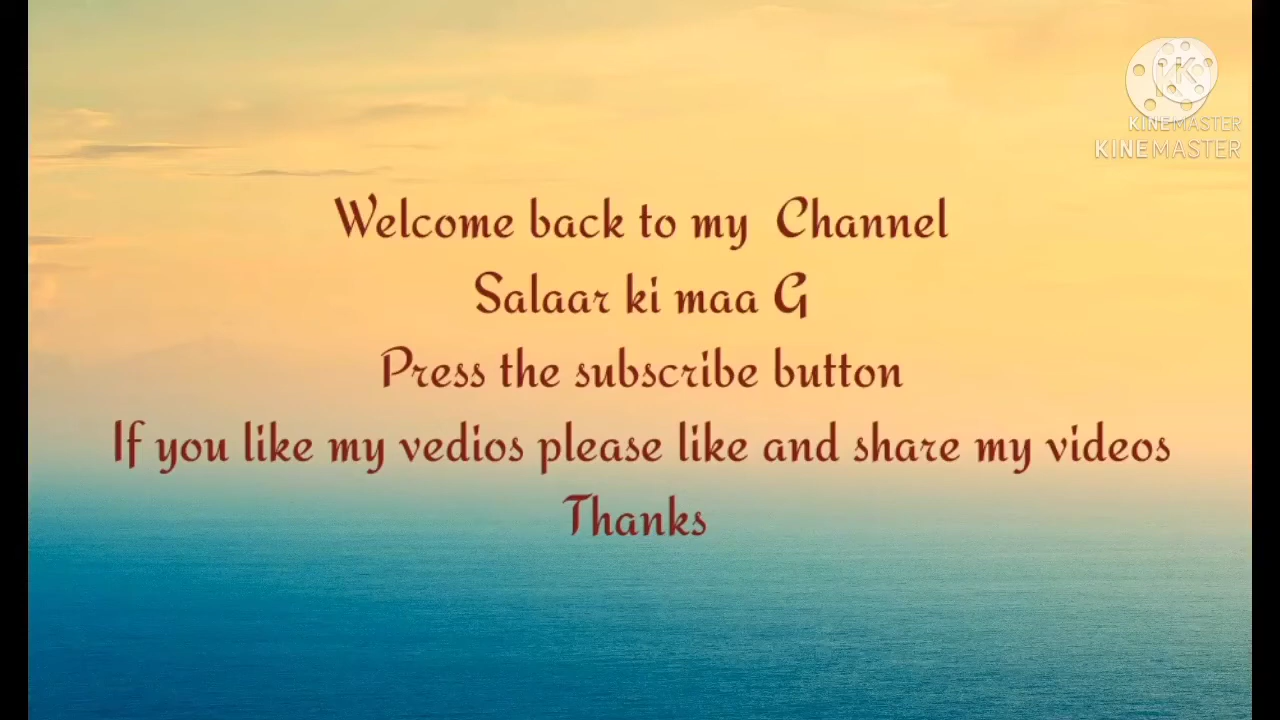 KINEMASTER
KINEMASTER
Welcome back to my Channel
Salaar ki maa G
Press the subscribe button
If you like my vedios please like and share my videos
Thanks